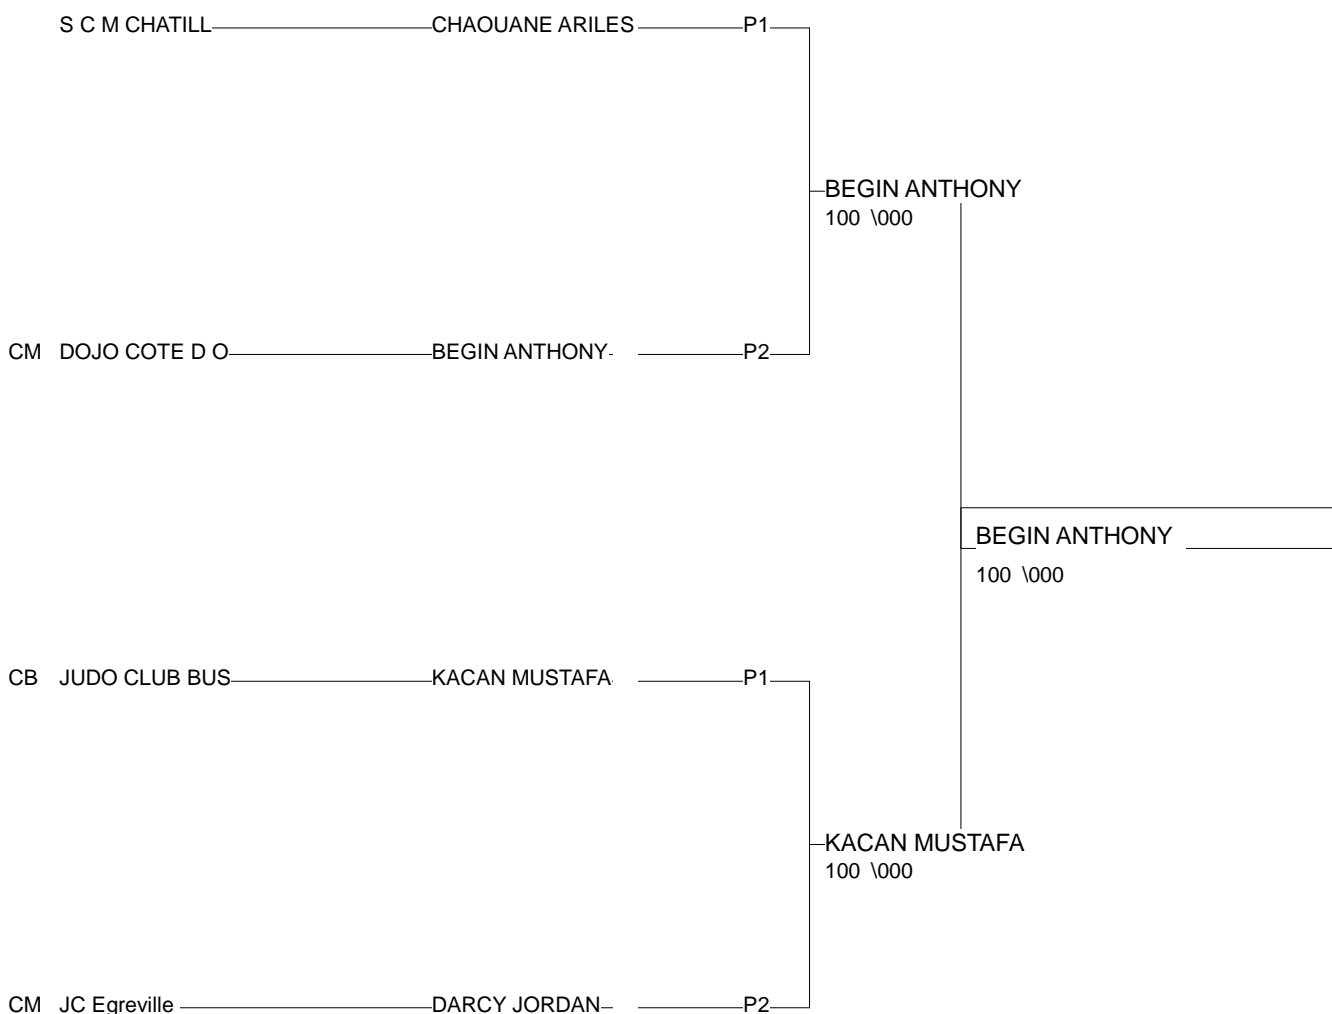 S C M CHATILL CHAOUANE ARILES P1
BEGIN ANTHONY
100 \000
CM DOJO COTE D O BEGIN ANTHONY P2
BEGIN ANTHONY
100 \000
CB JUDO CLUB BUS KACAN MUSTAFA P1
KACAN MUSTAFA
100 \000
CM JC Egreville DARCY JORDAN P2